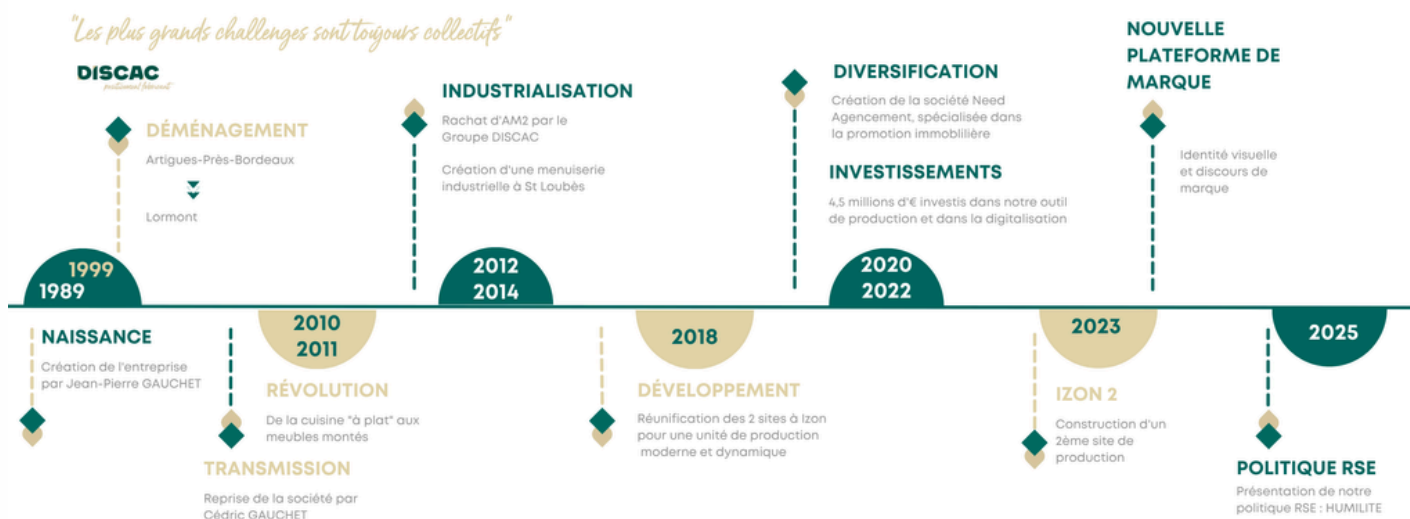 "Les plus grands challenges sont toujours collectifs"
DISCAC
DÉMÉNAGEMENT
Artigues-Près-Bordeaux
Lormont
1999
1989
NAISSANCE
Création de l'entreprise
par Jean-Pierre GAUCHET
2010
2011
RÉVOLUTION
De la cuisine "à plat" aux
meubles montés
TRANSMISSION
Reprise de la société par
Cédric GAUCHET
INDUSTRIALISATION
Rachat d'AM2 par le
Groupe DISCAC
Création d'une menuiserie
industrielle à St Loubès
2012
2014
2018
DÉVELOPPEMENT
Réunification des 2 sites à Izon
pour une unité de production
moderne et dynamique
DIVERSIFICATION
Création de la société Need
Agencement, spécialisée dans
la promotion immoblilière
INVESTISSEMENTS
4,5 millions d'€ investis dans notre outil
de production et dans la digitalisation
2020
2022
2023
IZON 2
Construction d'un
2ème site de
production
NOUVELLE
PLATEFORME DE
MARQUE
Identité visuelle
et discours de
marque
2025
POLITIQUE RSE
Présentation de notre
politique RSE : HUMILITE